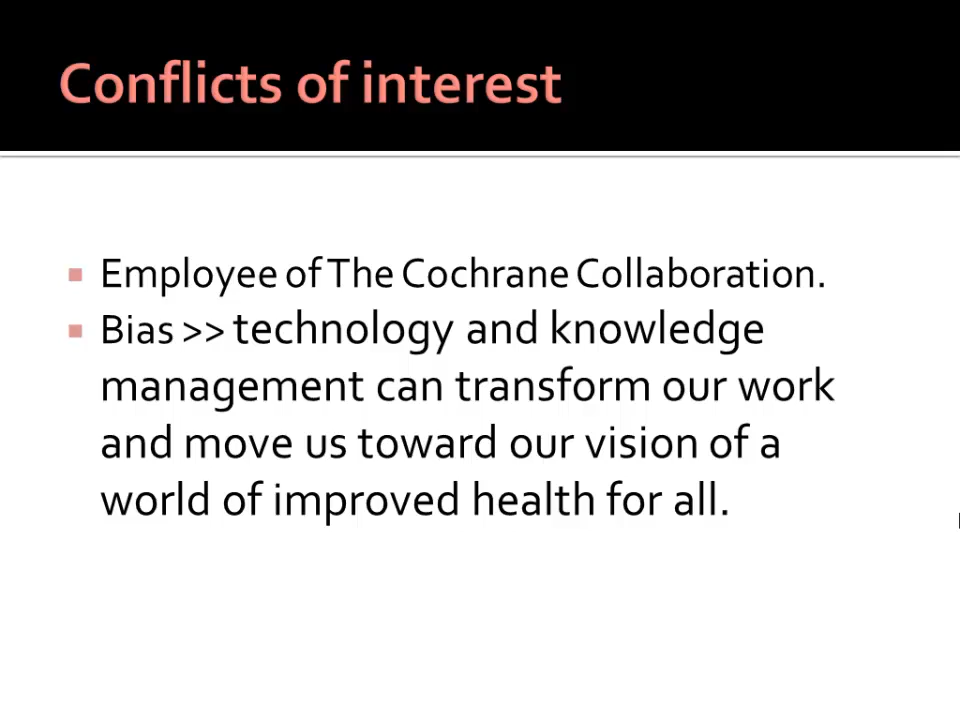 Conflicts of interest
Employee of The Cochrane Collaboration.
Bias >> technology and knowledge
management can transform our work
and move us toward our vision of a
world of improved health for all.